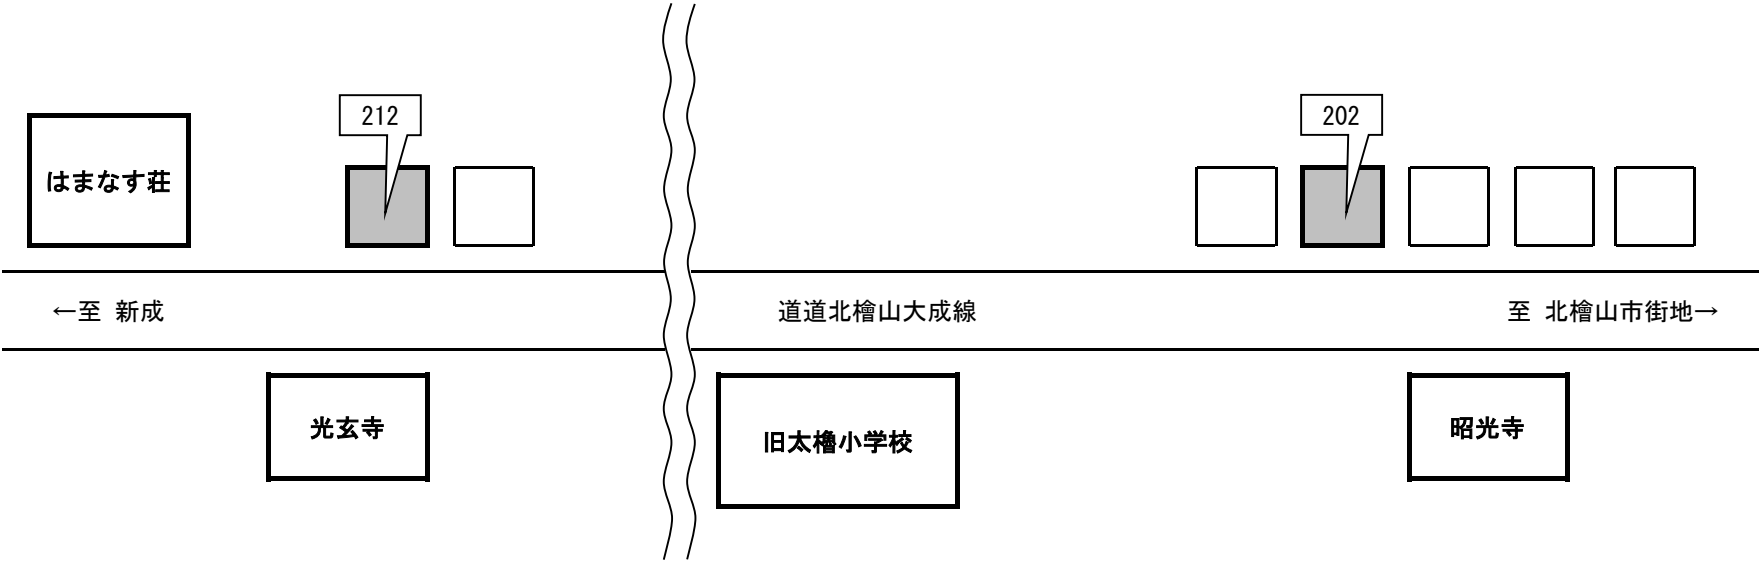 212
202
はまなす荘
←至 新成
道道北檜山大成線
至 北檜山市街地→
光玄寺
旧太櫓小学校
昭光寺